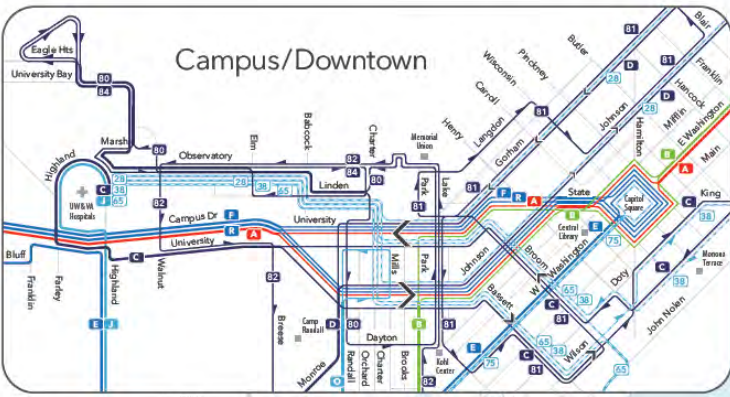 Campus/Downtown
Eagle Hts
University Bay
80
84
Marsh
80
Highland
UW & VA
Hospitals
28
C
38
J
65
Observatory
82
84
Elm
Babcock
Charter
28
38
65
Linden
80
82
Campus Dr
F
R
A
University
C
Bluff
Franklin
Farley
Highland
Walnut
E
J
82
Breese
University
Mills
Park
Camp
Randall
D
80
Monroe
Randall
O
Orchard
Charter
Brooks
Dayton
B
82
81
Kohl
Center
Memorial
Union
Park
81
Lake
Henry
Langdon
Carroll
Wisconsin
Pinckney
Butler
81
Gorham
81
Johnson
D
28
81
Blair
81
28
D
Franklin
Hancock
Mifflin
E Washington
Hamilton
B
A
Main
King
C
38
F
R
A
State
B
Central
Library
Capitol
Square
E
75
W Washington
Johnson
Broom
Bassett
Doty
65
38
C
81
C
38
Monona
Terrace
John Nolen
65
38
C
81
Wilson
E
75
65